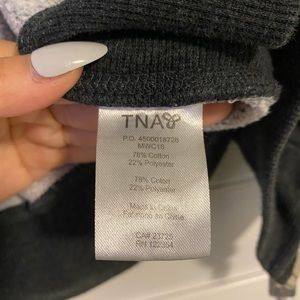 TNA
P.O. 4500018726
MWC18
78% Cotton
22% Polyester
78% Coton
22% Polyester
Made in China
Fabriqué en Chine
CA# 23725
RN 122304